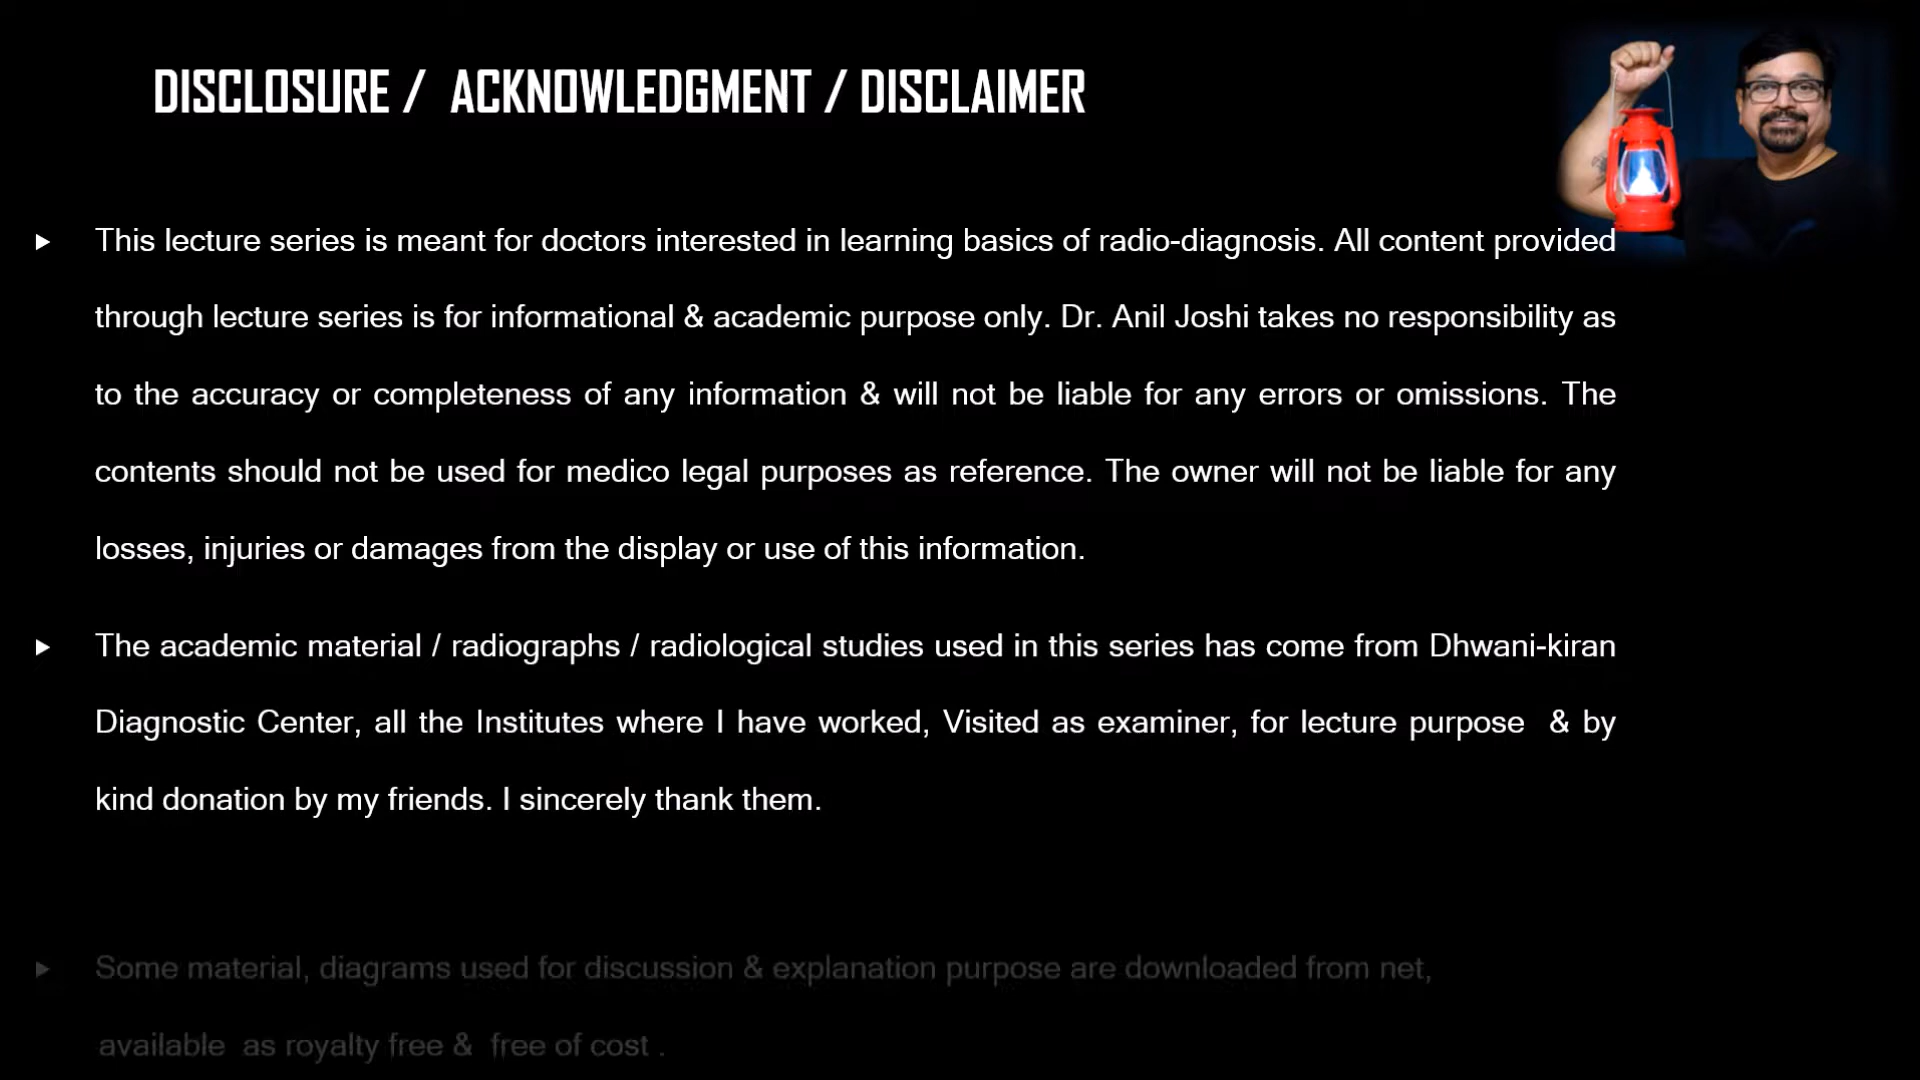 DISCLOSURE / ACKNOWLEDGMENT / DISCLAIMER
This lecture series is meant for doctors interested in learning basics of radio-diagnosis. All content provided
through lecture series is for informational & academic purpose only. Dr. Anil Joshi takes no responsibility as
to the accuracy or completeness of any information & will not be liable for any errors or omissions. The
contents should not be used for medico legal purposes as reference. The owner will not be liable for any
losses, injuries or damages from the display or use of this information.
The academic material / radiographs / radiological studies used in this series has come from Dhwani-kiran
Diagnostic Center, all the Institutes where I have worked, Visited as examiner, for lecture purpose & by
kind donation by my friends. I sincerely thank them.
Some material, diagrams used for discussion & explanation purpose are downloaded from net,
available as royalty free & free of cost .